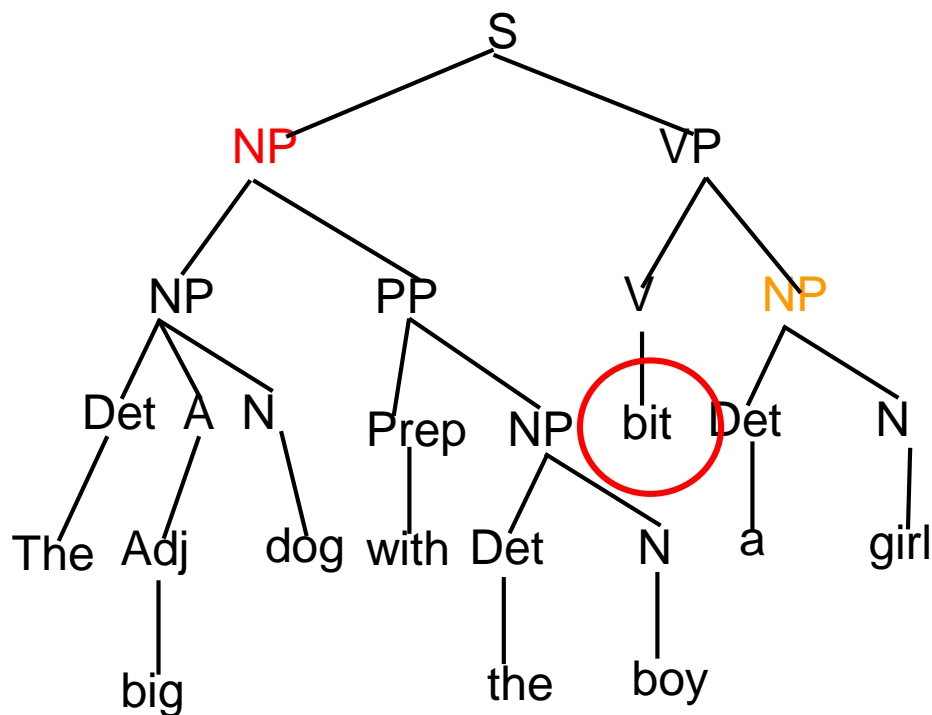 S
NP VP
NP PP V NP
Det A N Prep NP bit Det N
The Adj dog with Det N a girl
big the boy